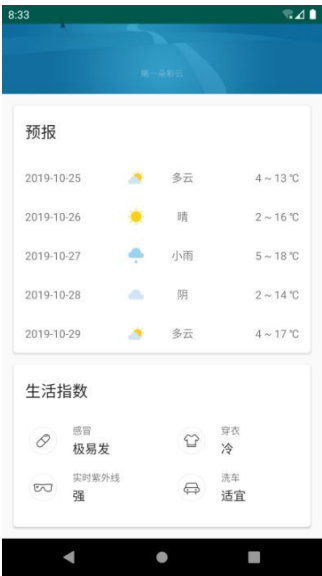 8:33
预报
2019-10-25 多云 4 ~ 13 ℃
2019-10-26 晴 2 ~ 16 ℃
2019-10-27 小雨 5 ~ 18 ℃
2019-10-28 阴 2 ~ 14 ℃
2019-10-29 多云 4 ~ 17 ℃
生活指数
感冒 穿衣
极易发 冷
实时紫外线 洗车
强 适宜